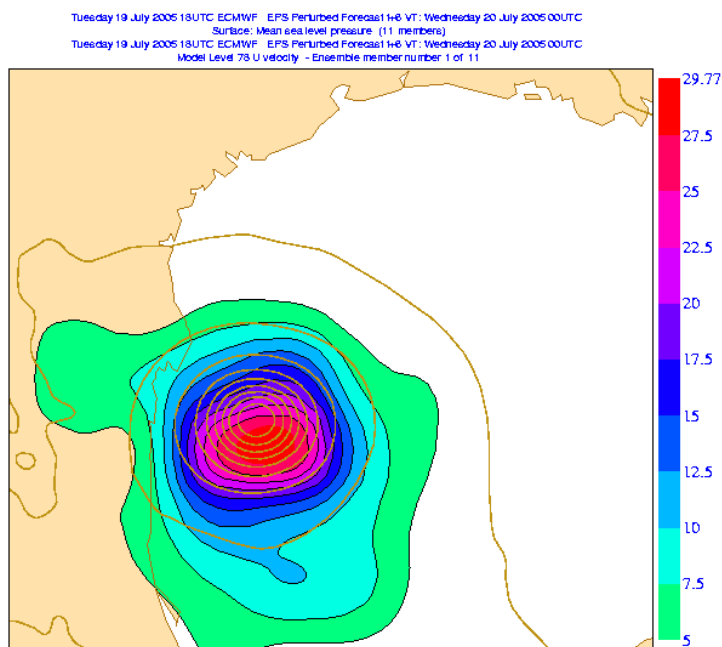 Tuesday 19 July 2005 18UTC ECMWF EPS Perturbed Forecast t+6 VT: Wednesday 20 July 2005 00UTC
Surface: Mean sea level pressure (11 members)
Tuesday 19 July 2005 18UTC ECMWF EPS Perturbed Forecast t+6 VT: Wednesday 20 July 2005 00UTC
Model Level 78 U velocity - Ensemble member number 1 of 11
29.77
27.5
25
22.5
20
17.5
15
12.5
10
7.5
5